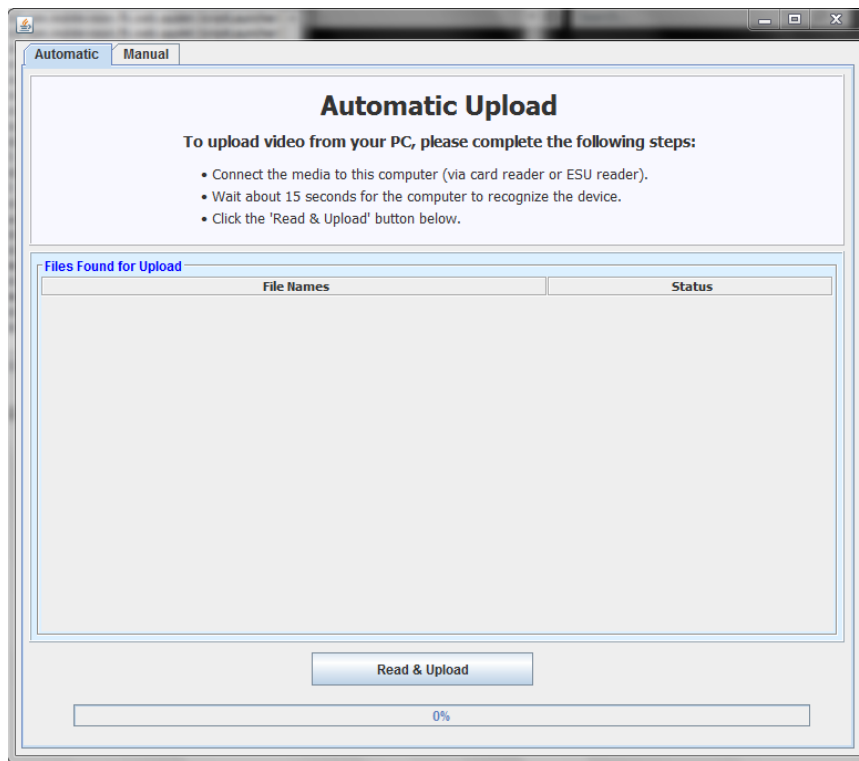 Automatic Manual
Automatic Upload
To upload video from your PC, please complete the following steps:
• Connect the media to this computer (via card reader or ESU reader).
• Wait about 15 seconds for the computer to recognize the device.
• Click the 'Read & Upload' button below.
Files Found for Upload
File Names Status
Read & Upload
0%